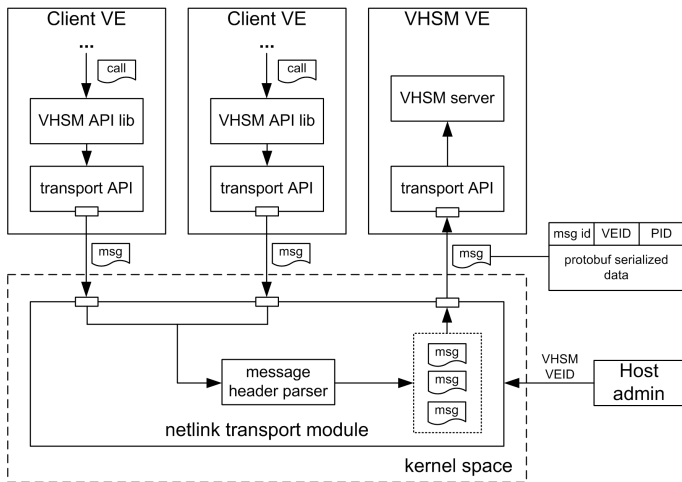 Client VE
Client VE
VHSM VE
...
...
call
call
VHSM API lib
VHSM API lib
VHSM server
transport API
transport API
transport API
msg
msg
msg
msg id VEID PID
protobuf serialized
data
message
header parser
msg
msg
msg
VHSM
VEID
Host
admin
netlink transport module
kernel space